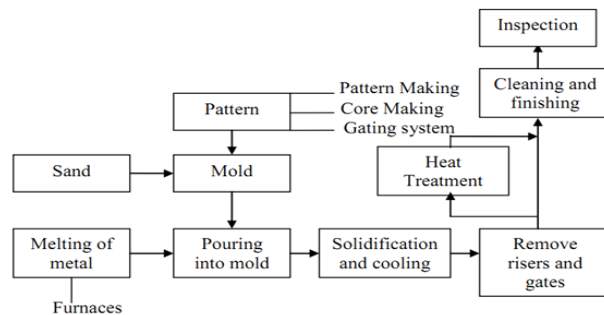 Inspection
Cleaning and
finishing
Pattern Making
Core Making
Gating system
Pattern
Heat
Treatment
Sand
Mold
Melting of
metal
Pouring
into mold
Solidification
and cooling
Remove
risers and
gates
Furnaces